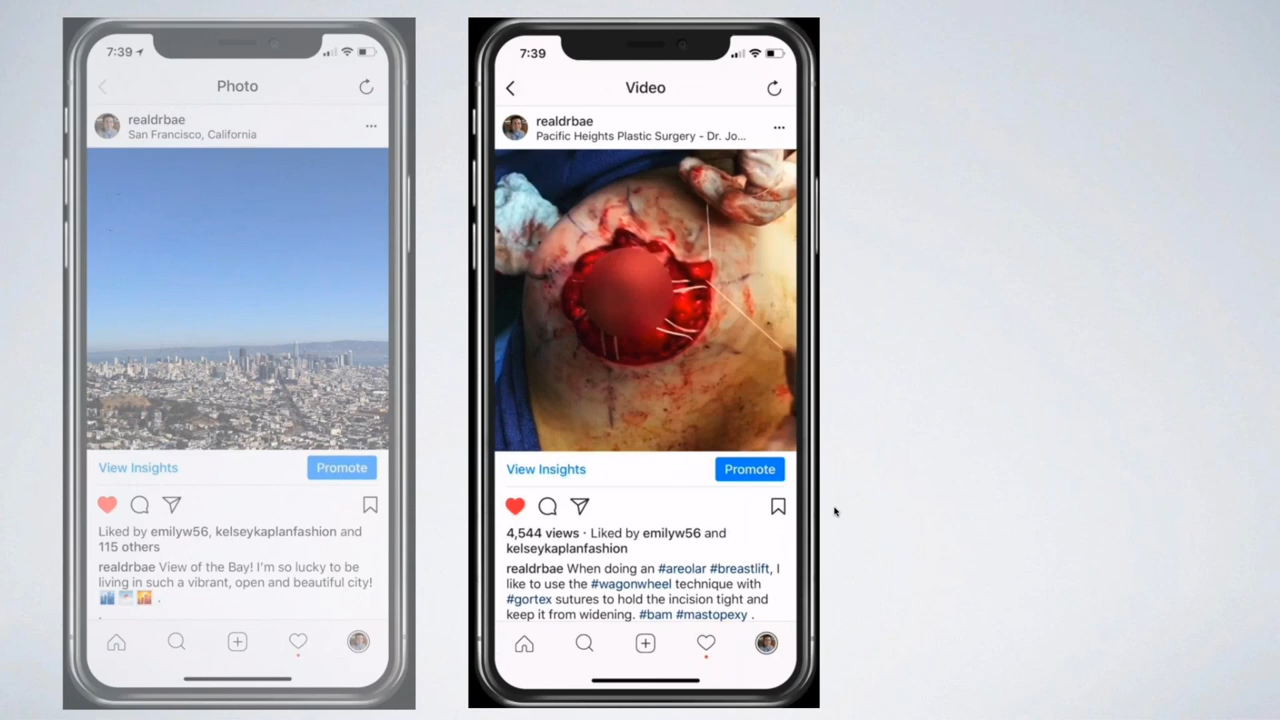 7:39
Photo
realdrbae
San Francisco, California
View Insights
Promote
Liked by emilyw56, kelseykaplanfashion and
115 others
realdrbae View of the Bay! I'm so lucky to be
living in such a vibrant, open and beautiful city!
.
.
7:39
Video
realdrbae
Pacific Heights Plastic Surgery - Dr. Jo...
View Insights
Promote
4,544 views · Liked by emilyw56 and
kelseykaplanfashion
realdrbae When doing an #areolar #breastlift, I
like to use the #wagonwheel technique with
#gortex sutures to hold the incision tight and
keep it from widening. #bam #mastopexy .